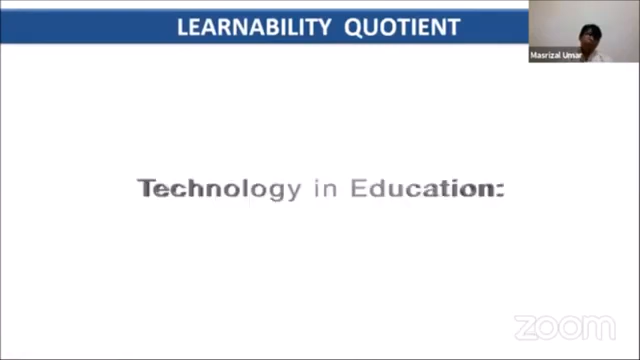 LEARNABILITY QUOTIENT
Masrizal Umar
Technology in Education:
zoom